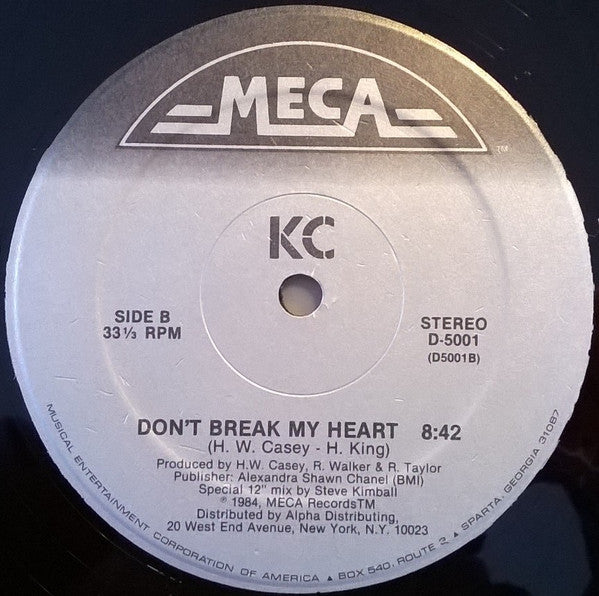 MECA
TM
KC
SIDE B
33⅓ RPM
STEREO
D-5001
(D5001B)
DON'T BREAK MY HEART 8:42
(H. W. Casey - H. King)
Produced by H.W. Casey, R. Walker & R. Taylor
Publisher: Alexandra Shawn Chanel (BMI)
Special 12" mix by Steve Kimball
℗ 1984, MECA RecordsTM
Distributed by Alpha Distributing,
20 West End Avenue, New York, N.Y. 10023
MUSICAL ENTERTAINMENT CORPORATION OF AMERICA ▲ BOX 540, ROUTE 2 ▲ SPARTA, GEORGIA 31087